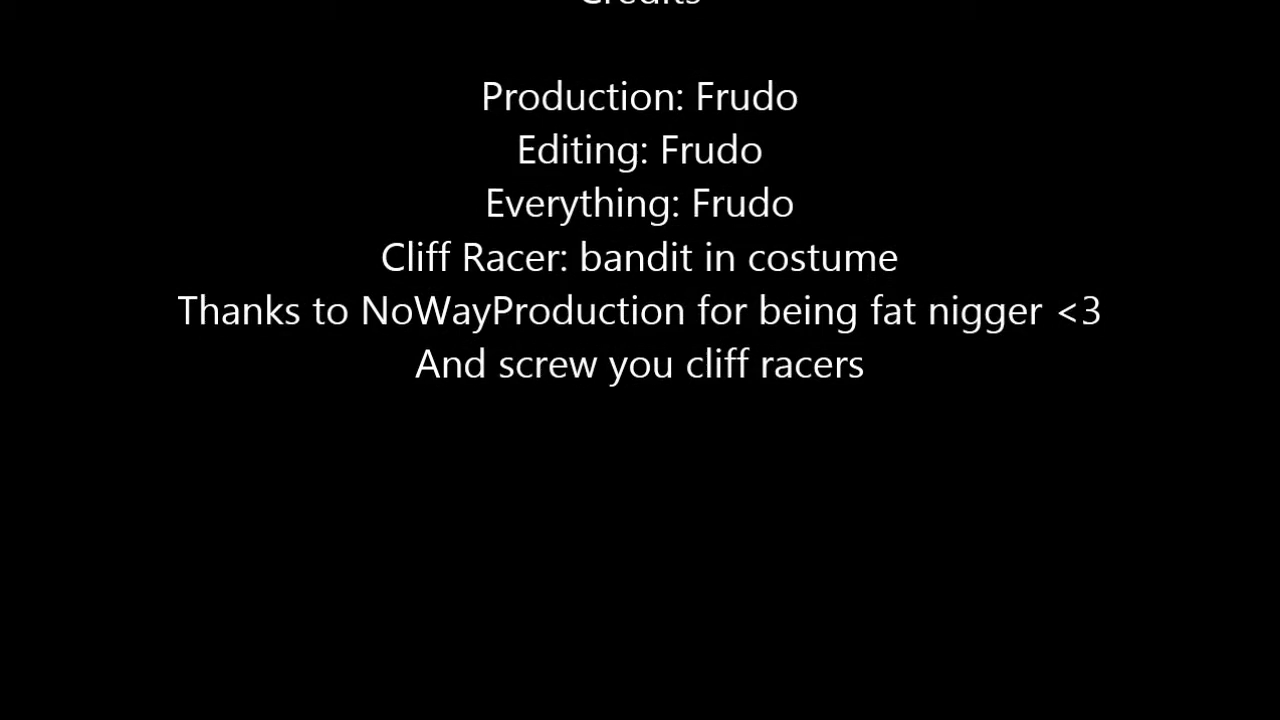 Credits
Production: Frudo
Editing: Frudo
Everything: Frudo
Cliff Racer: bandit in costume
Thanks to NoWayProduction for being fat nigger <3
And screw you cliff racers